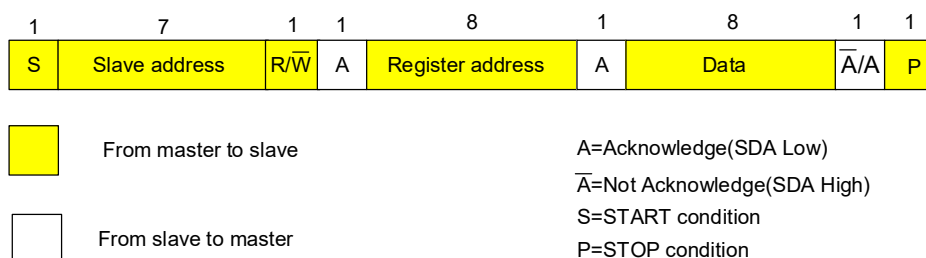 1 7 1 1 8 1 8 1 1
S Slave address R/W̅ A Register address A Data A̅/A P
From master to slave
A=Acknowledge(SDA Low)
A̅=Not Acknowledge(SDA High)
S=START condition
From slave to master
P=STOP condition